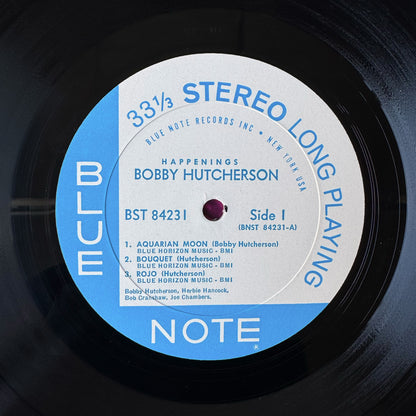 33 1/3 STEREO LONG PLAYING
BLUE NOTE RECORDS INC • NEW YORK USA
HAPPENINGS
BOBBY HUTCHERSON
BST 84231 Side 1
(BNST 84231-A)
1. AQUARIAN MOON (Bobby Hutcherson)
BLUE HORIZON MUSIC - BMI
2. BOUQUET (Hutcherson)
BLUE HORIZON MUSIC - BMI
3. ROJO (Hutcherson)
BLUE HORIZON MUSIC - BMI
Bobby Hutcherson, Herbie Hancock,
Bob Cranshaw, Joe Chambers.
BLUE
NOTE
®